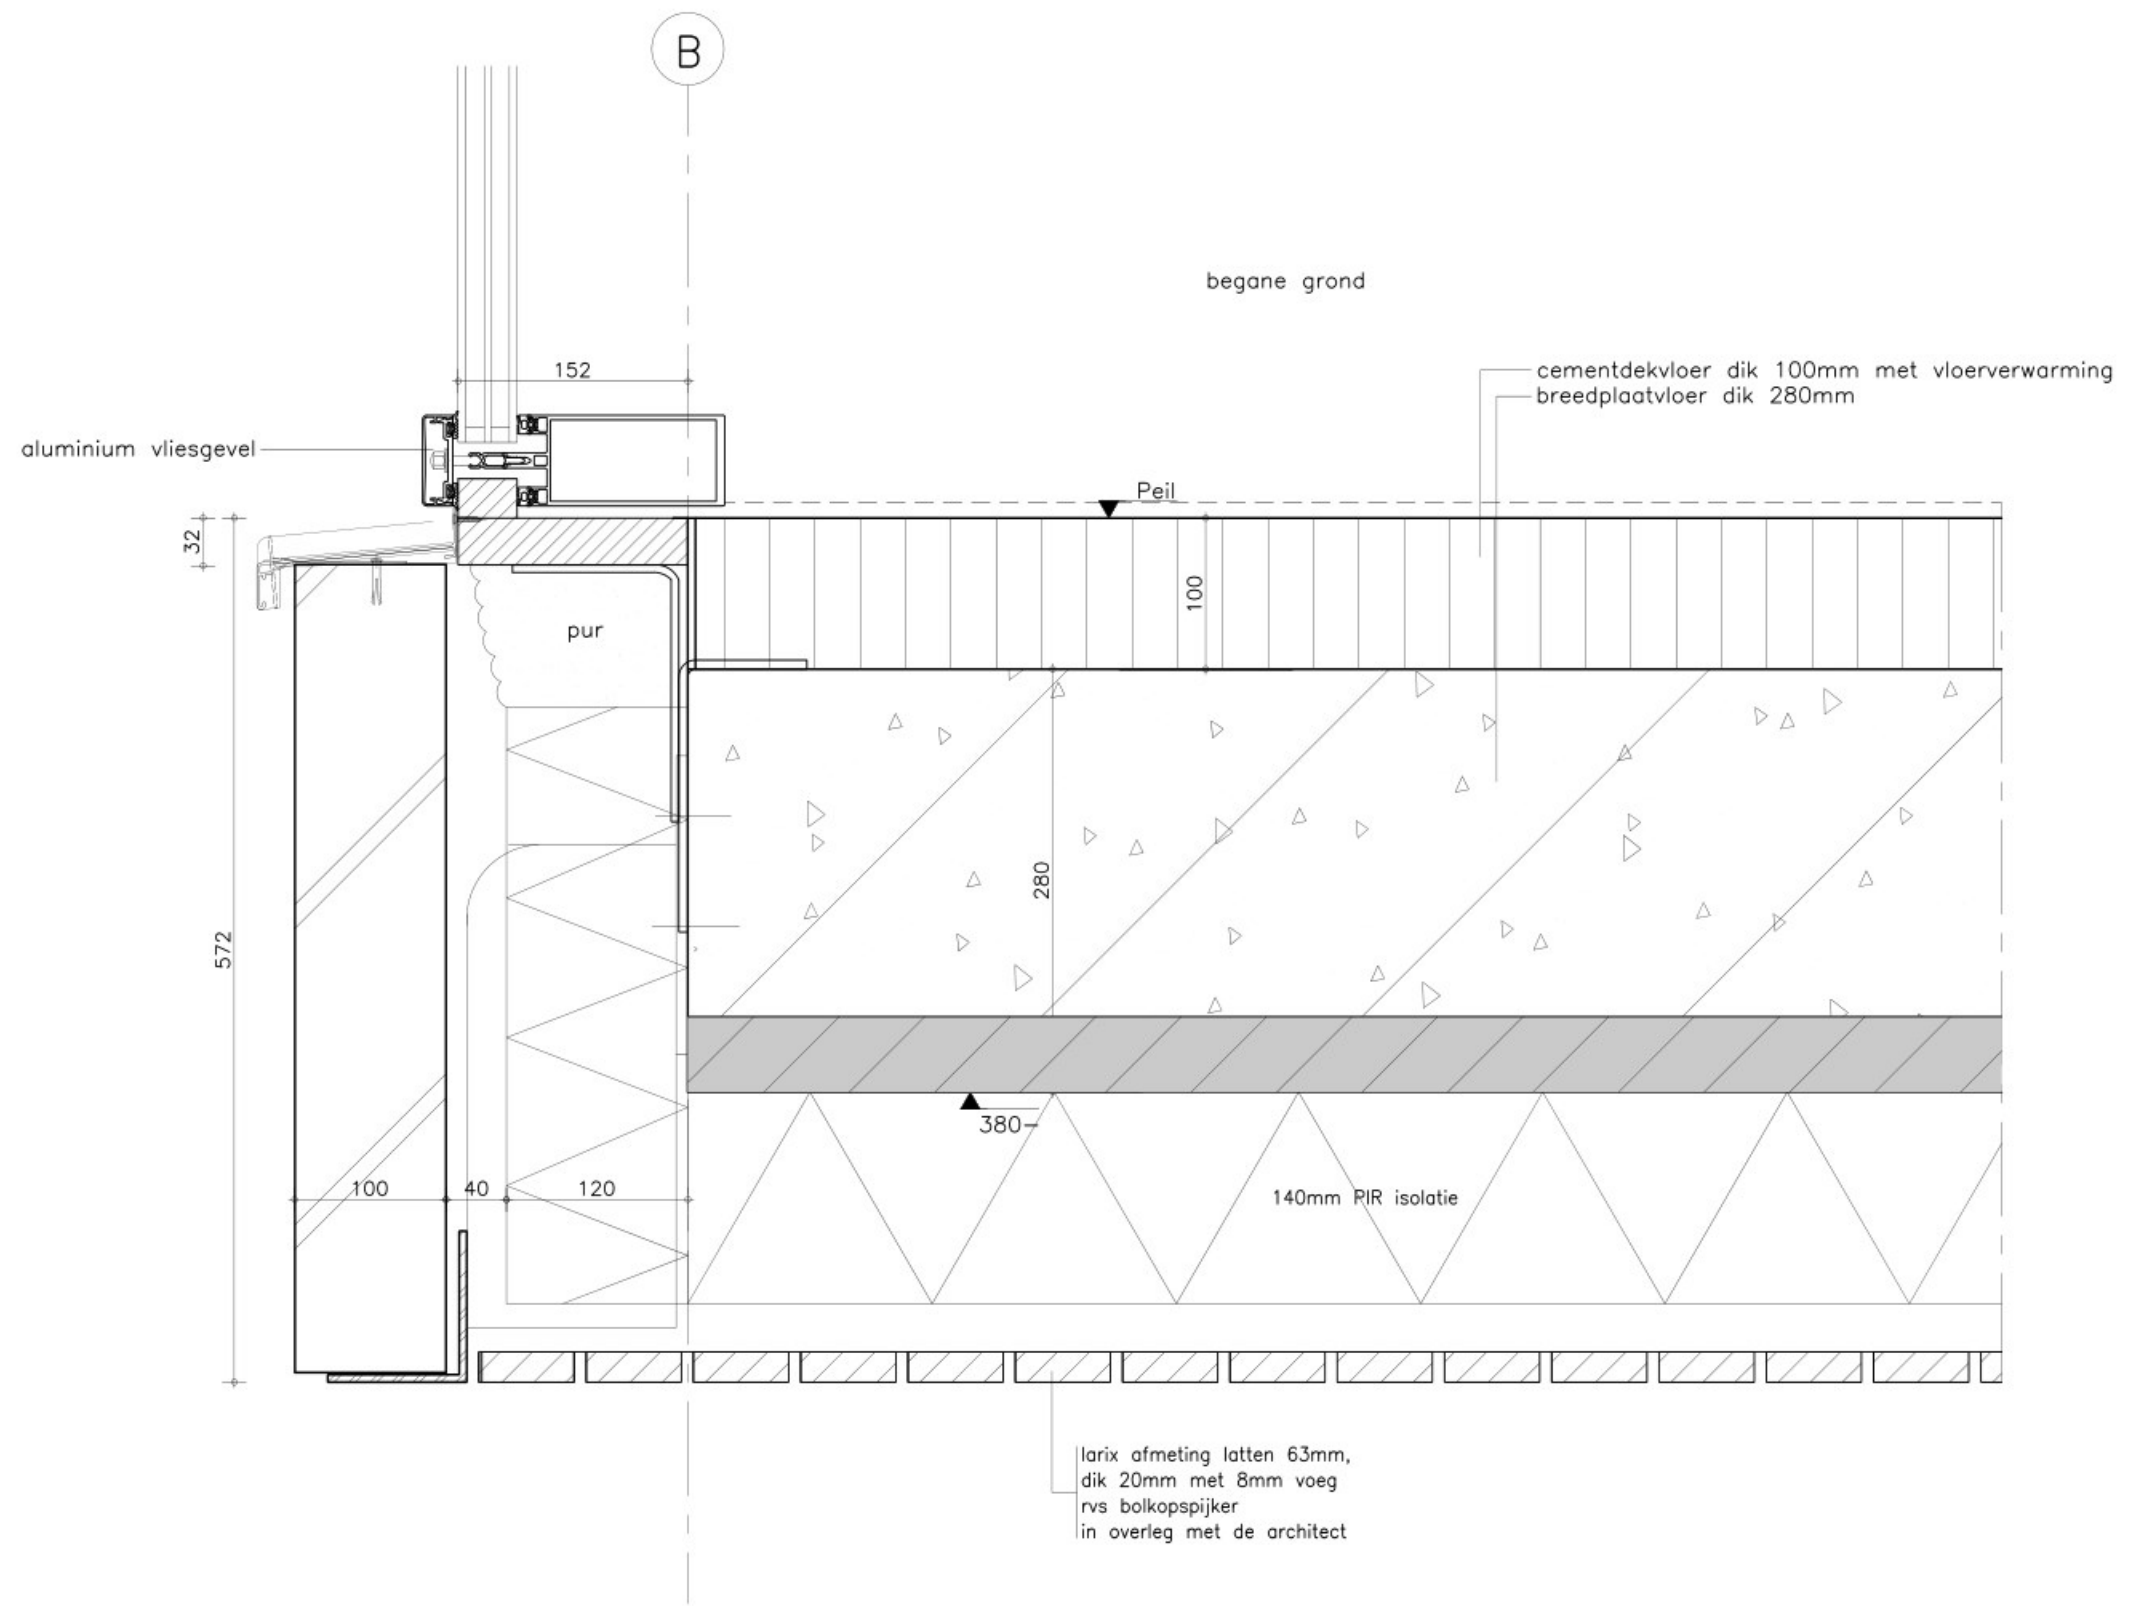 B
begane grond
152
cementdekvloer dik 100mm met vloerverwarming
breedplaatvloer dik 280mm
aluminium vliesgevel
Peil
32
100
pur
280
572
380-
100
40
120
140mm PIR isolatie
larix afmeting latten 63mm,
dik 20mm met 8mm voeg
rvs bolkopspijker
in overleg met de architect